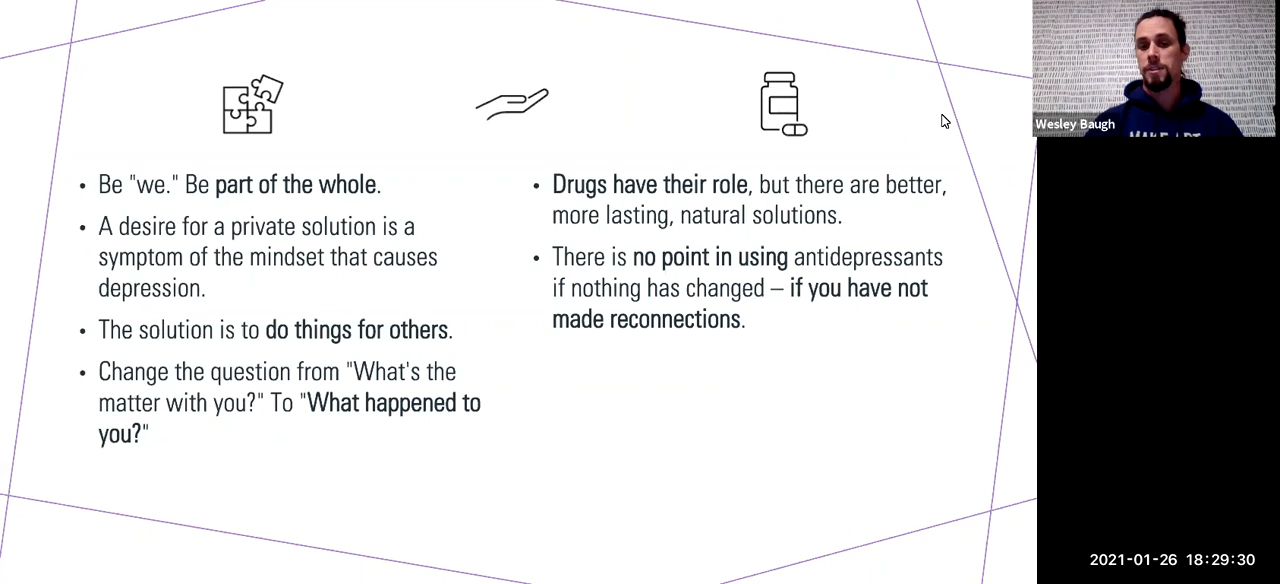 • Be "we." Be part of the whole.
• A desire for a private solution is a
symptom of the mindset that causes
depression.
• The solution is to do things for others.
• Change the question from "What's the
matter with you?" To "What happened to
you?"
• Drugs have their role, but there are better,
more lasting, natural solutions.
• There is no point in using antidepressants
if nothing has changed – if you have not
made reconnections.
Wesley Baugh
MAKE ART
2021-01-26 18:29:30